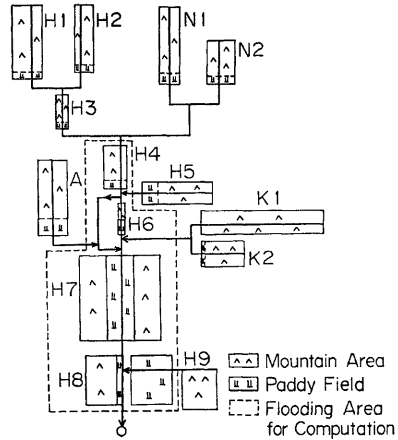 H1
H2
N1
N2
H3
H4
A
H5
H6
K1
K2
H7
H8
H9
Mountain Area
Paddy Field
Flooding Area
for Computation